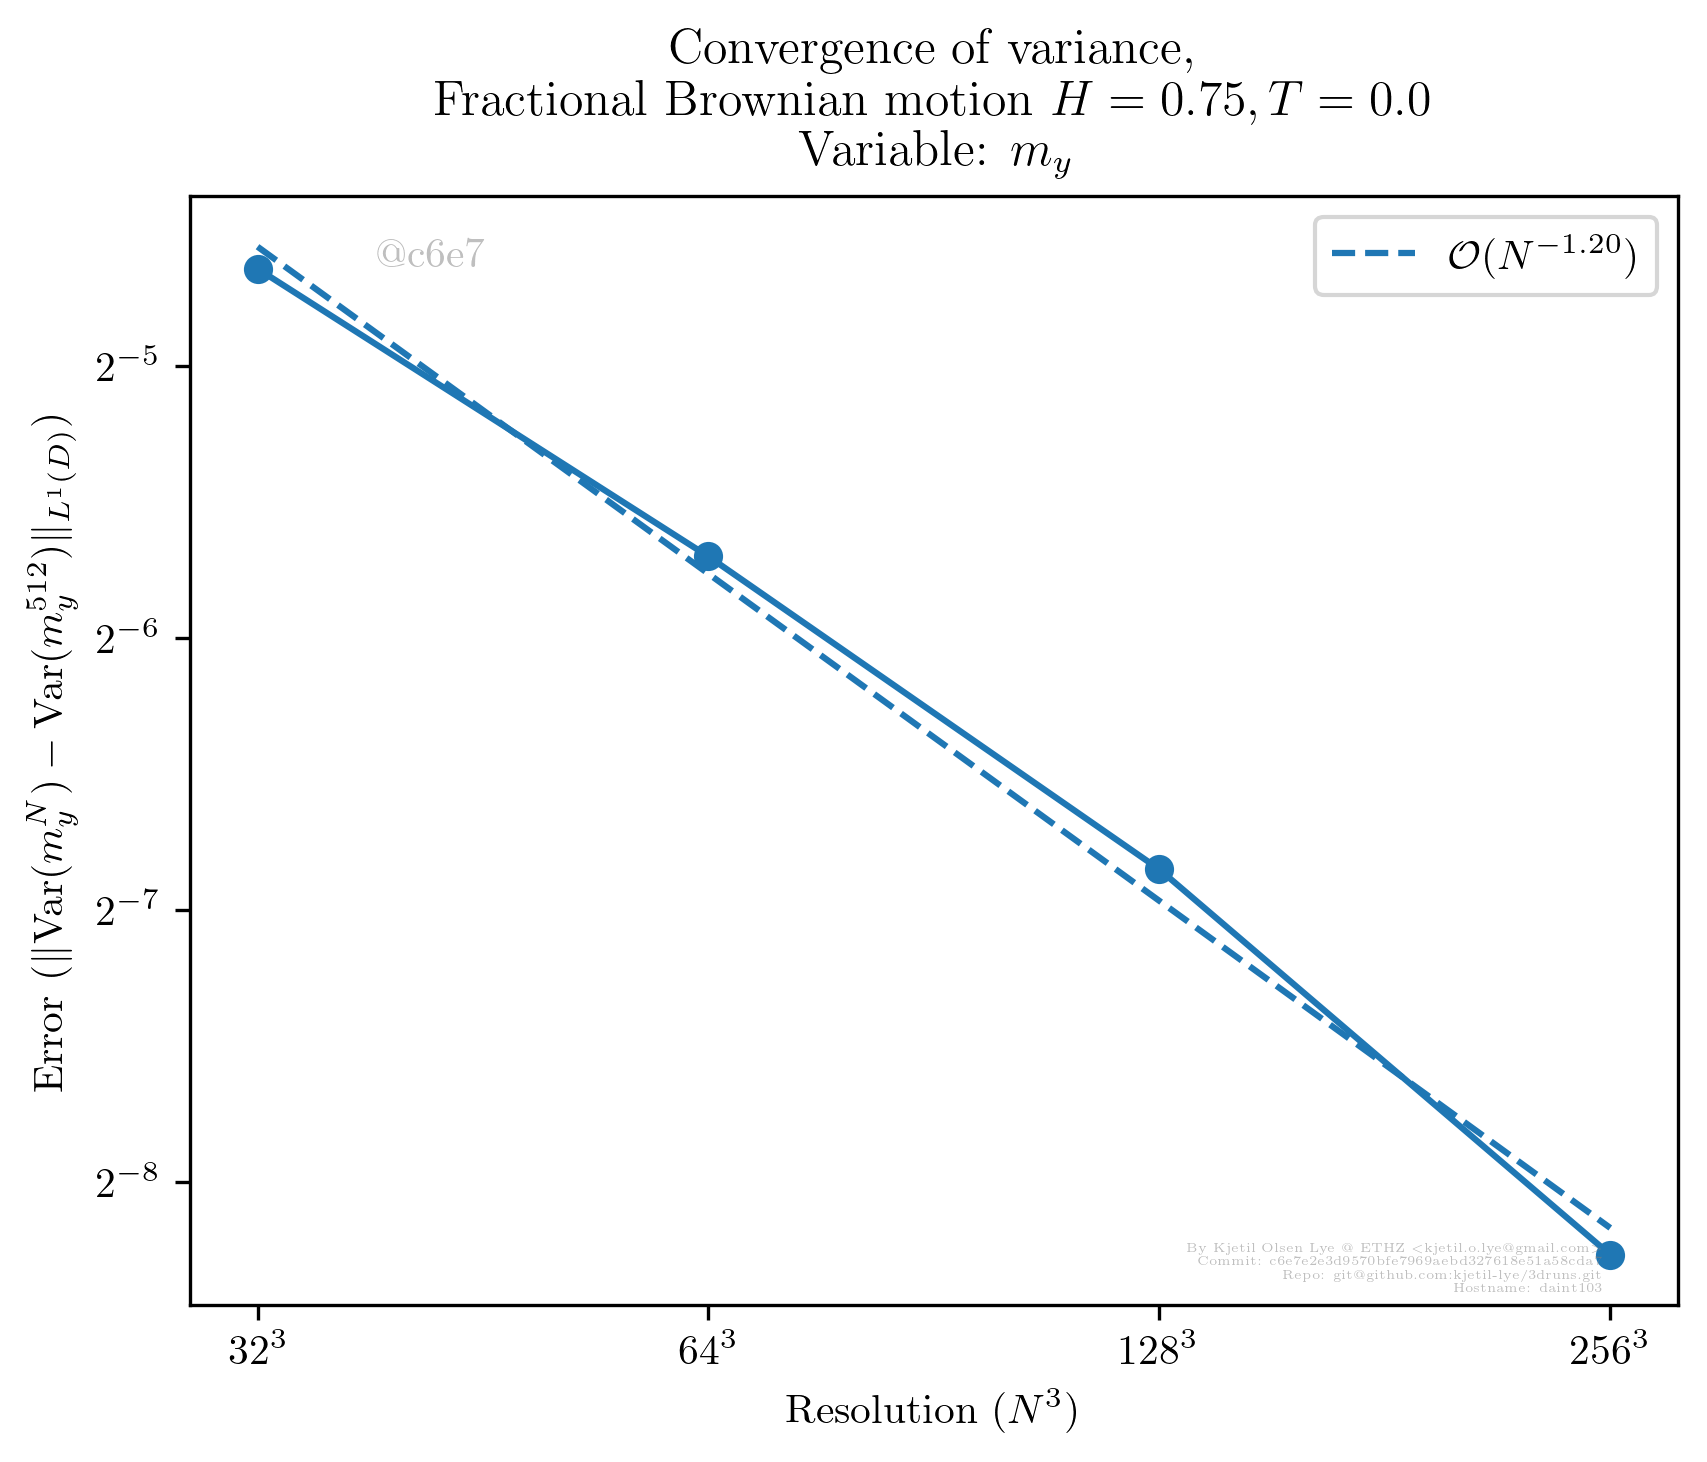 Convergence of variance,
Fractional Brownian motion H = 0.75, T = 0.0
Variable: m_y
@c6e7
O(N^{-1.20})
Error (||Var(m_y^N) − Var(m_y^{512})||_{L^1(D)})
2^{-5}
2^{-6}
2^{-7}
2^{-8}
By Kjetil Olsen Lye @ ETHZ <kjetil.o.lye@gmail.com
Commit: c6e7e2e3d9570bfe7969aebd327618e51a58cda
Repo: git@github.com:kjetil-lye/3druns.git
Hostname: daint103
32^3 64^3 128^3 256^3
Resolution (N^3)